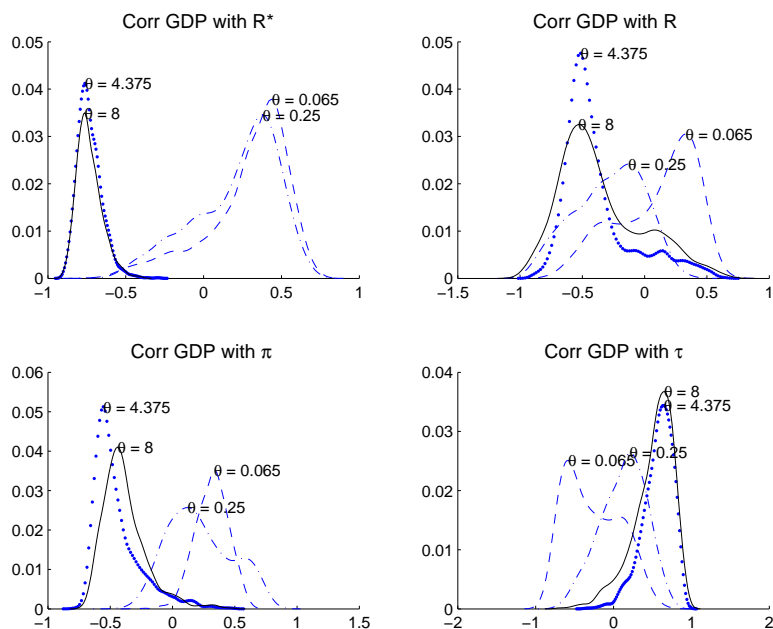 Corr GDP with R*
0.05
0.04
0.03
0.02
0.01
0
-1
-0.5
0
0.5
1
θ = 4.375
θ = 8
θ = 0.065
θ = 0.25
Corr GDP with R
0.05
0.04
0.03
0.02
0.01
0
-1.5
-1
-0.5
0
0.5
1
θ = 4.375
θ = 8
θ = 0.065
θ = 0.25
Corr GDP with π
0.06
0.05
0.04
0.03
0.02
0.01
0
-1
-0.5
0
0.5
1
1.5
θ = 4.375
θ = 8
θ = 0.065
θ = 0.25
Corr GDP with τ
0.04
0.03
0.02
0.01
0
-2
-1
0
1
2
θ = 8
θ = 4.375
θ = 0.25
θ = 0.065